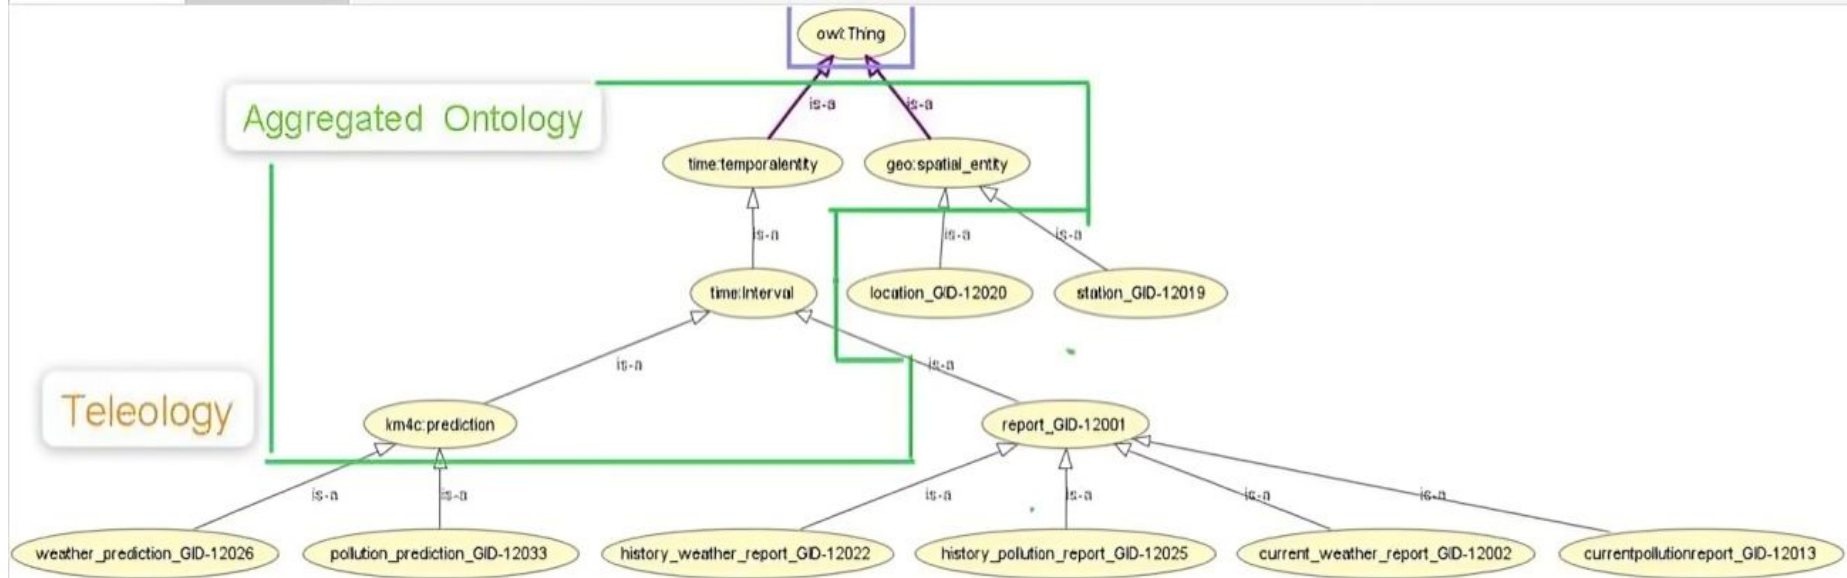 owl:Thing
is-a
is-a
Aggregated Ontology
time:temporalentity
geo:spatial_entity
is-a
is-a
is-a
time:Interval
location_GID-12020
station_GID-12019
is-a
is-a
Teleology
km4c:prediction
report_GID-12001
is-a
is-a
is-a
is-a
is-a
is-a
weather_prediction_GID-12026
pollution_prediction_GID-12033
history_weather_report_GID-12022
history_pollution_report_GID-12025
current_weather_report_GID-12002
currentpollutionreport_GID-12013